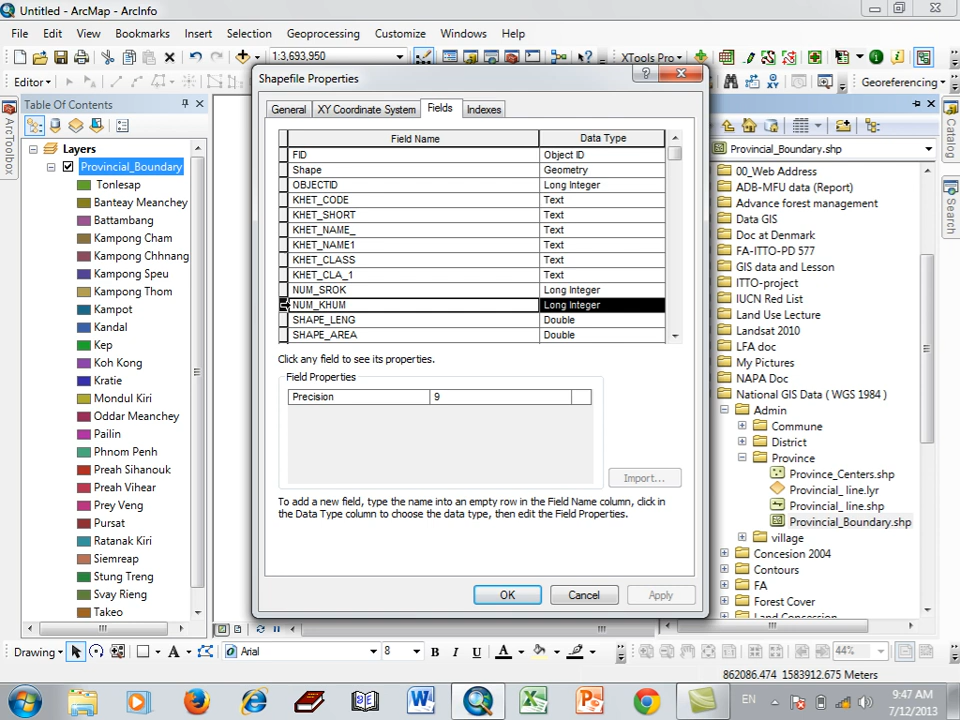 Untitled - ArcMap - ArcInfo
File Edit View Bookmarks Insert Selection Geoprocessing Customize Windows Help
1:3,693,950
XTools Pro
Editor
Georeferencing
Table Of Contents
ArcToolbox
Layers
Provincial_Boundary
Tonlesap
Banteay Meanchey
Battambang
Kampong Cham
Kampong Chhnang
Kampong Speu
Kampong Thom
Kampot
Kandal
Kep
Koh Kong
Kratie
Mondul Kiri
Oddar Meanchey
Pailin
Phnom Penh
Preah Sihanouk
Preah Vihear
Prey Veng
Pursat
Ratanak Kiri
Siemreap
Stung Treng
Svay Rieng
Takeo
Shapefile Properties
General XY Coordinate System Fields Indexes
Field Name Data Type
FID Object ID
Shape Geometry
OBJECTID Long Integer
KHET_CODE Text
KHET_SHORT Text
KHET_NAME_ Text
KHET_NAME1 Text
KHET_CLASS Text
KHET_CLA_1 Text
NUM_SROK Long Integer
NUM_KHUM Long Integer
SHAPE_LENG Double
SHAPE_AREA Double
Click any field to see its properties.
Field Properties
Precision 9
Import...
To add a new field, type the name into an empty row in the Field Name column, click in
the Data Type column to choose the data type, then edit the Field Properties.
OK Cancel Apply
Provincial_Boundary.shp
00_Web Address
ADB-MFU data (Report)
Advance forest management
Data GIS
Doc at Denmark
FA-ITTO-PD 577
GIS data and Lesson
ITTO Project
IUCN Red List
Land Use Lecture
Landsat 2010
LFA doc
My Pictures
NAPA Doc
National GIS Data ( WGS 1984 )
Admin
Commune
District
Province
Province_Centers.shp
Provincial_ line.lyr
Provincial_ line.shp
Provincial_Boundary.shp
village
Concesion 2004
Contours
FA
Forest Cover
Land Concession
Catalog
Search
Drawing
Arial 8 B I U A
44%
862086.474 1583912.675 Meters
EN
9:47 AM
7/12/2013